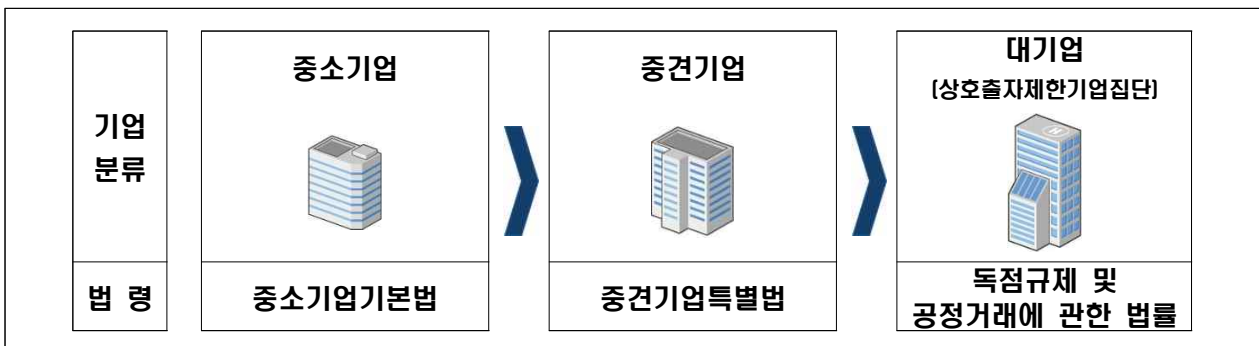 기업
분류
중소기업
중견기업
대기업
(상호출자제한기업집단)
H
법 령
중소기업기본법
중견기업특별법
독점규제 및
공정거래에 관한 법률